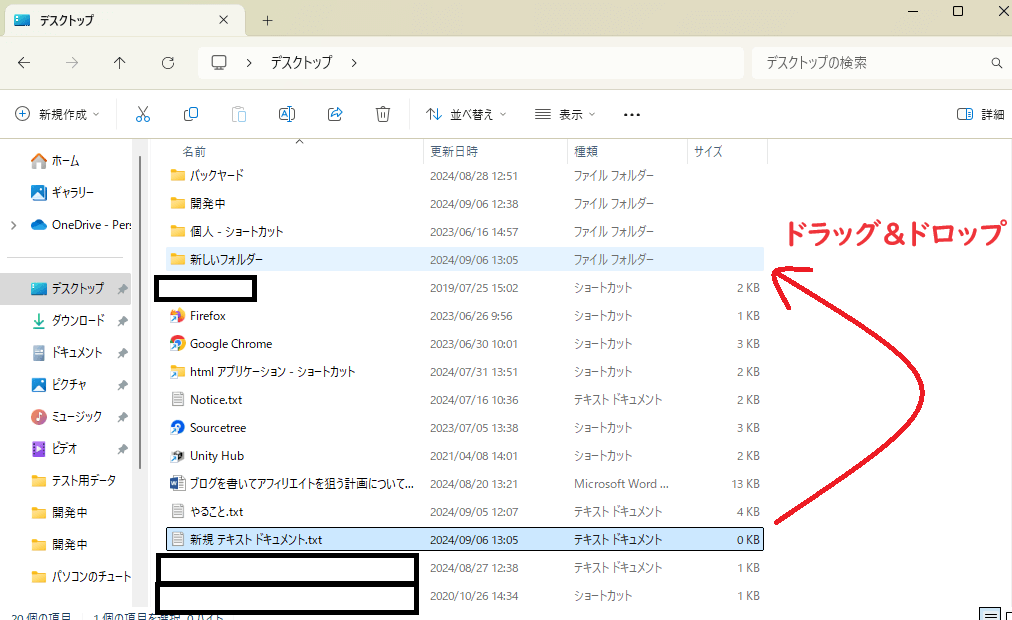 デスクトップ
デスクトップ
デスクトップの検索
新規作成
並べ替え
表示
詳細
名前 更新日時 種類 サイズ
ホーム
ギャラリー
OneDrive - Pers
デスクトップ
ダウンロード
ドキュメント
ピクチャ
ミュージック
ビデオ
テスト用データ
開発中
開発中
パソコンのチュート
バックヤード 2024/08/28 12:51 ファイル フォルダー
開発中 2024/09/06 12:38 ファイル フォルダー
個人 - ショートカット 2023/06/16 14:57 ファイル フォルダー
新しいフォルダー 2024/09/06 13:05 ファイル フォルダー
2019/07/25 15:02 ショートカット 2 KB
Firefox 2023/06/26 9:56 ショートカット 1 KB
Google Chrome 2023/06/30 10:01 ショートカット 3 KB
html アプリケーション - ショートカット 2024/07/31 13:51 ショートカット 2 KB
Notice.txt 2024/07/16 10:36 テキスト ドキュメント 2 KB
Sourcetree 2023/07/05 13:38 ショートカット 3 KB
Unity Hub 2021/04/08 14:01 ショートカット 2 KB
ブログを書いてアフィリエイトを狙う計画について... 2024/08/20 13:21 Microsoft Word ... 13 KB
やること.txt 2024/09/05 12:07 テキスト ドキュメント 4 KB
新規 テキスト ドキュメント.txt 2024/09/06 13:05 テキスト ドキュメント 0 KB
2024/08/27 12:38 テキスト ドキュメント 1 KB
2020/10/26 14:34 ショートカット 1 KB
ドラッグ＆ドロップ
20 個の項目 1 個の項目を選択 0 バイト